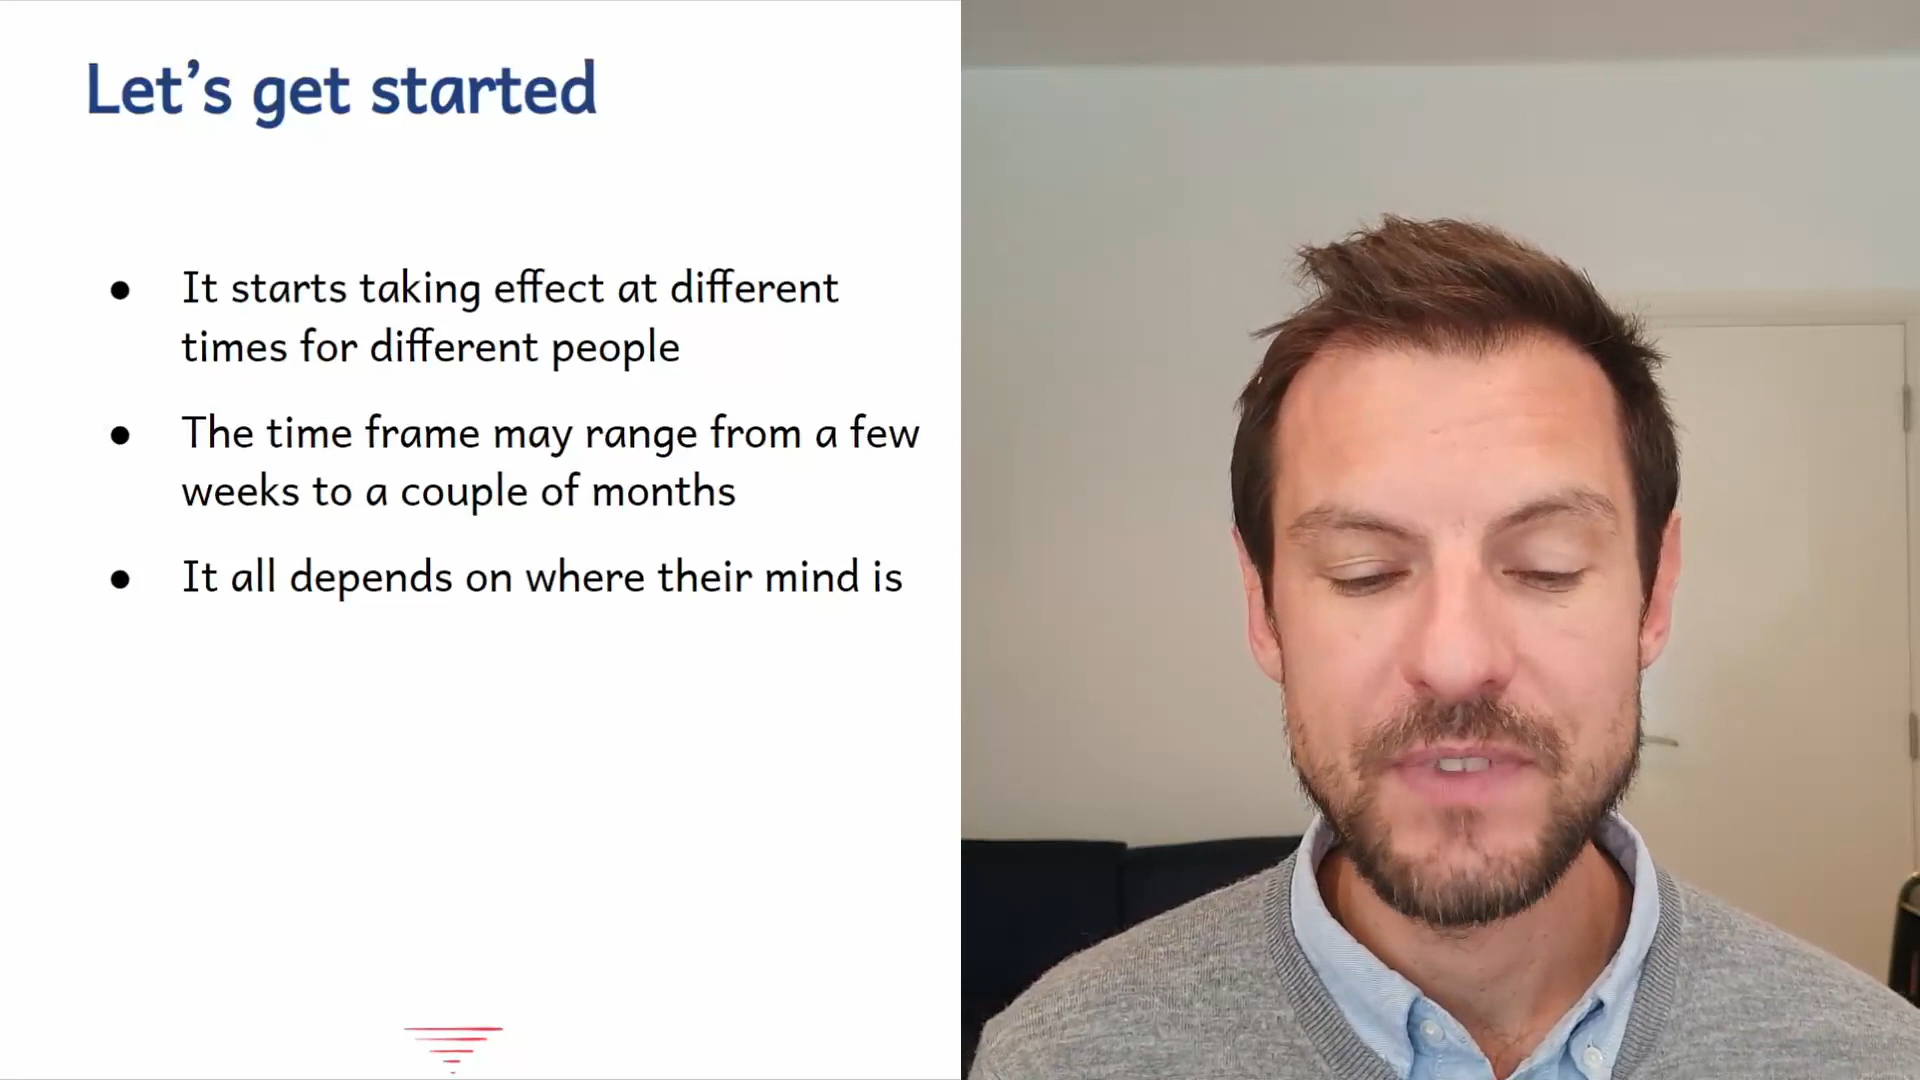 Let’s get started
● It starts taking effect at different
times for different people
● The time frame may range from a few
weeks to a couple of months
● It all depends on where their mind is